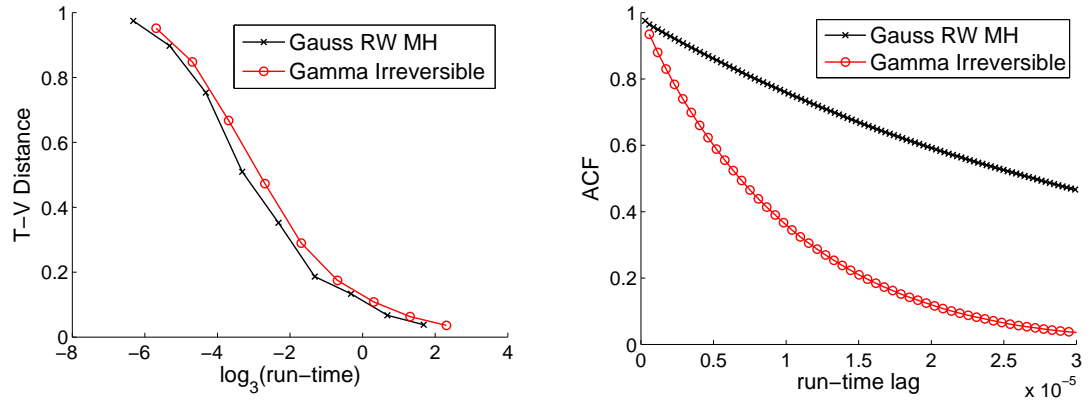 1
0.8
0.6
0.4
0.2
0
T−V Distance
−8 −6 −4 −2 0 2 4
log3(run−time)
Gauss RW MH
Gamma Irreversible
1
0.8
0.6
0.4
0.2
0
ACF
0 0.5 1 1.5 2 2.5 3
x 10−5
run−time lag
Gauss RW MH
Gamma Irreversible